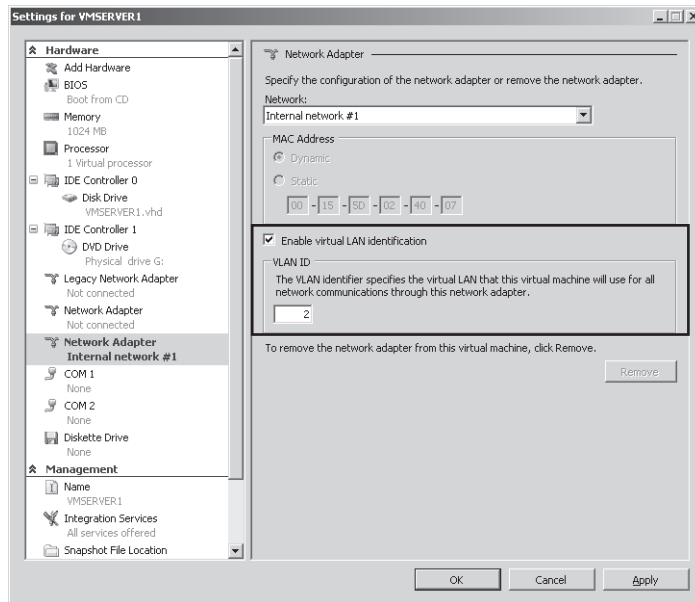 Settings for VMSERVER1
Hardware
Add Hardware
BIOS
Boot from CD
Memory
1024 MB
Processor
1 Virtual processor
IDE Controller 0
Disk Drive
VMSERVER1.vhd
IDE Controller 1
DVD Drive
Physical drive G:
Legacy Network Adapter
Not connected
Network Adapter
Not connected
Network Adapter
Internal network #1
COM 1
None
COM 2
None
Diskette Drive
None
Management
Name
VMSERVER1
Integration Services
All services offered
Snapshot File Location
Network Adapter
Specify the configuration of the network adapter or remove the network adapter.
Network:
Internal network #1
MAC Address
Dynamic
Static
00 - 15 - 5D - 02 - 40 - 07
Enable virtual LAN identification
VLAN ID
The VLAN identifier specifies the virtual LAN that this virtual machine will use for all
network communications through this network adapter.
2
To remove the network adapter from this virtual machine, click Remove.
Remove
OK Cancel Apply